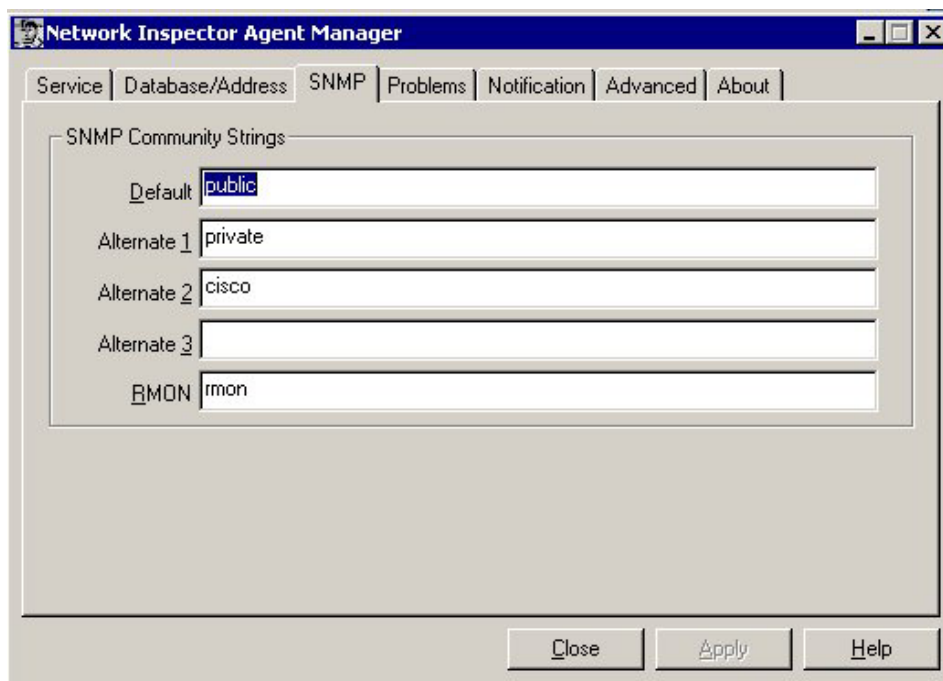 Network Inspector Agent Manager
Service Database/Address SNMP Problems Notification Advanced About
SNMP Community Strings
Default public
Alternate 1 private
Alternate 2 cisco
Alternate 3
RMON rmon
Close Apply Help